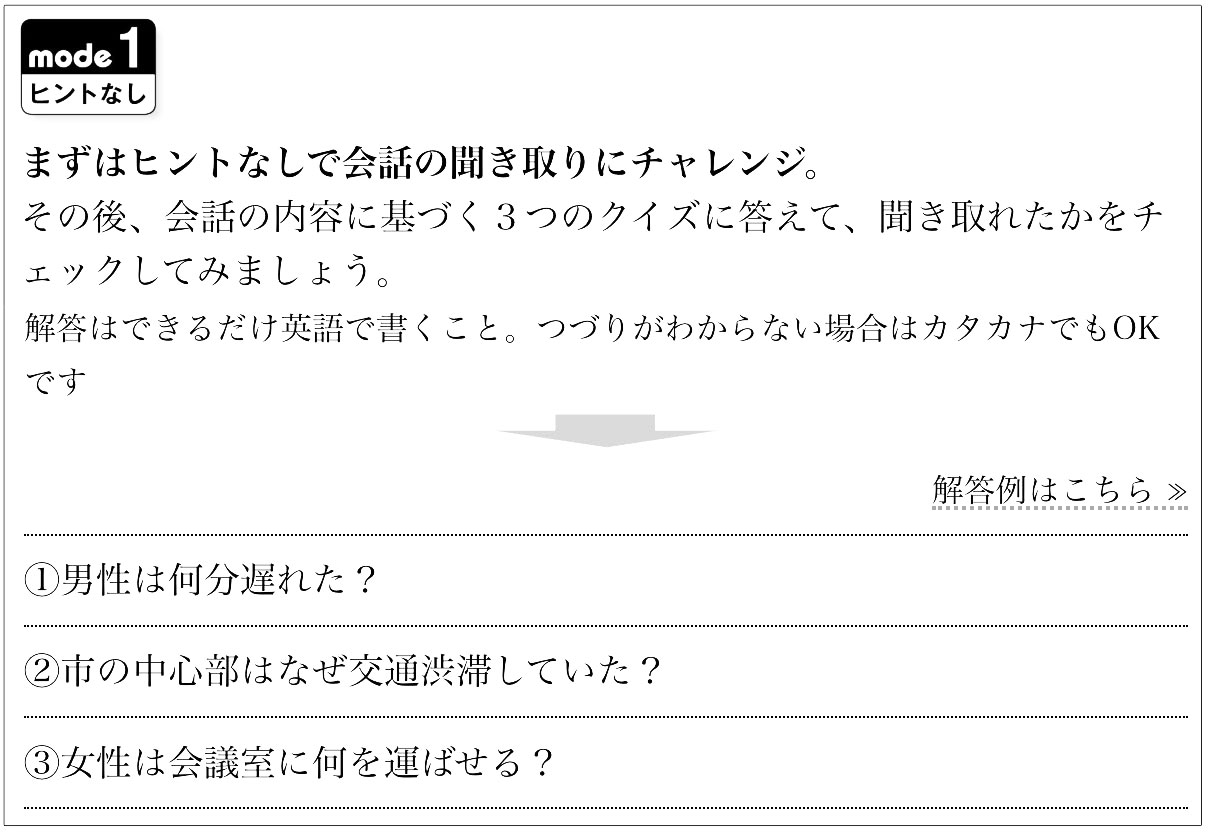 mode 1
ヒントなし
まずはヒントなしで会話の聞き取りにチャレンジ。
その後、会話の内容に基づく３つのクイズに答えて、聞き取れたかをチ
ェックしてみましょう。
解答はできるだけ英語で書くこと。つづりがわからない場合はカタカナでもOK
です
解答例はこちら ≫
①男性は何分遅れた？
②市の中心部はなぜ交通渋滞していた？
③女性は会議室に何を運ばせる？